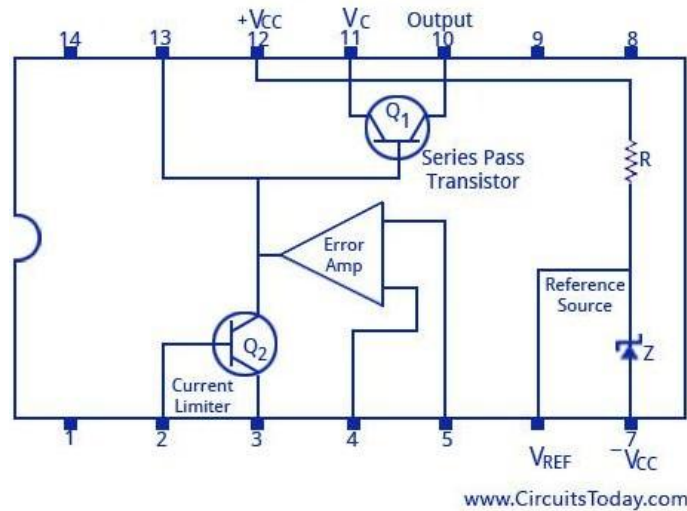 +VCC VC Output
14 13 12 11 10 9 8
Q1
Series Pass
Transistor
R
Error
Amp
Reference
Source
Q2
Z
Current
Limiter
1 2 3 4 5 7
VREF -VCC
www.CircuitsToday.com